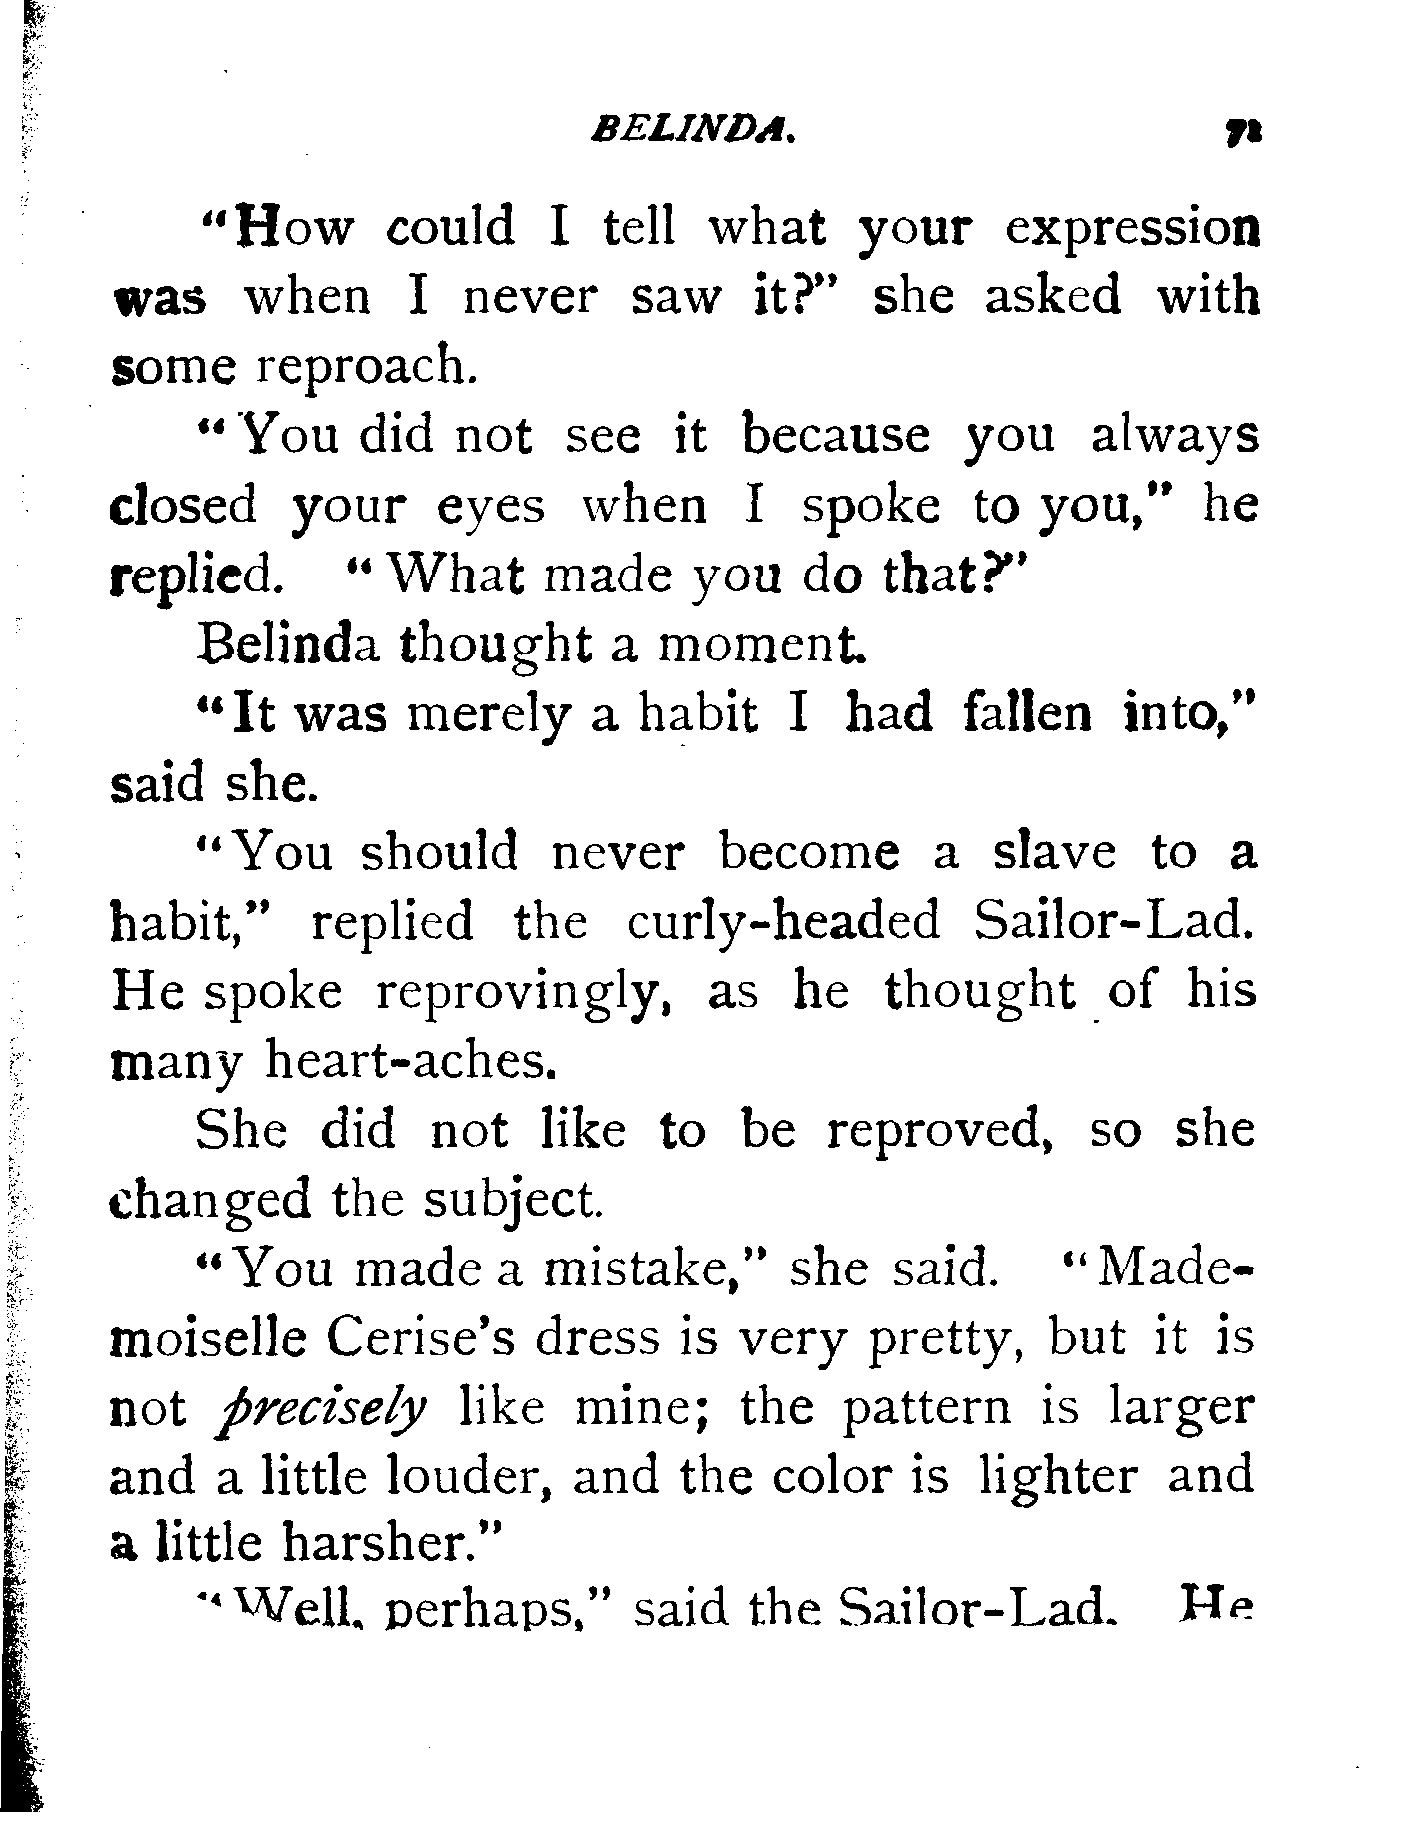 BELINDA. 71
"How could I tell what your expression
was when I never saw it?" she asked with
some reproach.
"You did not see it because you always
closed your eyes when I spoke to you," he
replied. "What made you do that?"
Belinda thought a moment.
"It was merely a habit I had fallen into,"
said she.
"You should never become a slave to a
habit," replied the curly-headed Sailor-Lad.
He spoke reprovingly, as he thought of his
many heart-aches.
She did not like to be reproved, so she
changed the subject.
"You made a mistake," she said. "Made-
moiselle Cerise's dress is very pretty, but it is
not precisely like mine; the pattern is larger
and a little louder, and the color is lighter and
a little harsher."
"Well, perhaps," said the Sailor-Lad. He